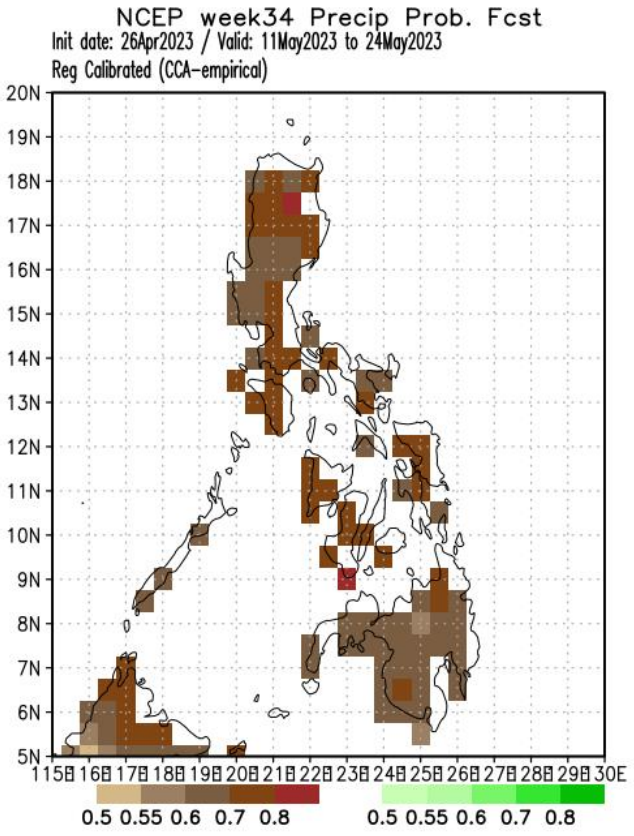 NCEP week34 Precip Prob. Fcst
Init date: 26Apr2023 / Valid: 11May2023 to 24May2023
Reg Calibrated (CCA-empirical)
20N
19N
18N
17N
16N
15N
14N
13N
12N
11N
10N
9N
8N
7N
6N
5N
115E 116E 117E 118E 119E 120E 121E 122E 123E 124E 125E 126E 127E 128E 129E 130E
0.5 0.55 0.6 0.7 0.8 0.5 0.55 0.6 0.7 0.8